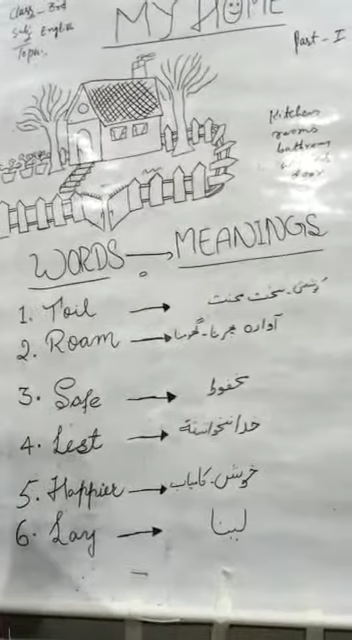 Class - 3rd
Sub: English
Topic:
MY HOME
Part - I
Kitchen
rooms
bathroom
door
WORDS → MEANINGS
1. Toil → کوشش - سخت محنت
2. Roam → آوارہ پھرنا - گھومنا
3. Safe → محفوظ
4. Lest → خدانخواستہ
5. Happier → خوش - کامیاب
6. Lay → لیٹنا